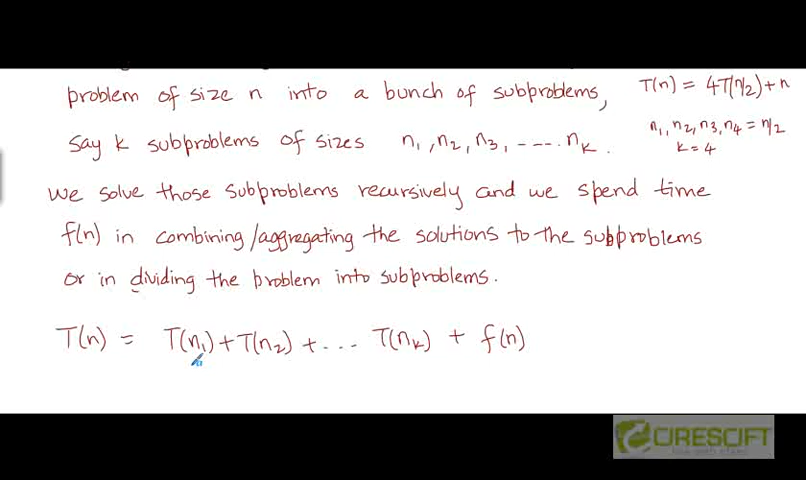 problem of size n into a bunch of subproblems,
T(n) = 4T(n/2)+n
say k subproblems of sizes n₁, n₂, n₃, ----- nₖ.
n₁, n₂, n₃, n₄ = n/2
k = 4
We solve those subproblems recursively and we spend time
f(n) in combining/aggregating the solutions to the subproblems
or in dividing the problem into subproblems.
T(n) = T(n₁) + T(n₂) + ... T(nₖ) + f(n)
CIRESCIFT